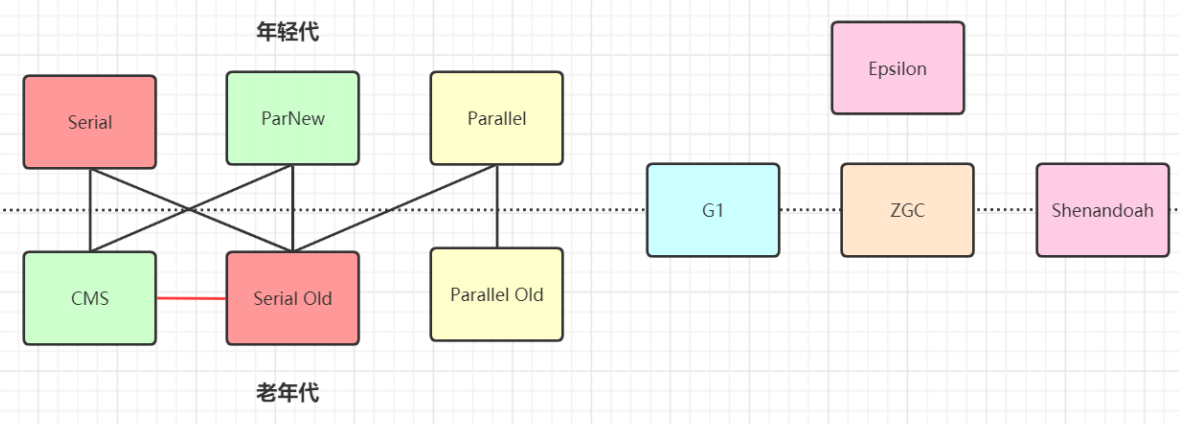 年轻代
Epsilon
Serial
ParNew
Parallel
G1
ZGC
Shenandoah
CMS
Serial Old
Parallel Old
老年代